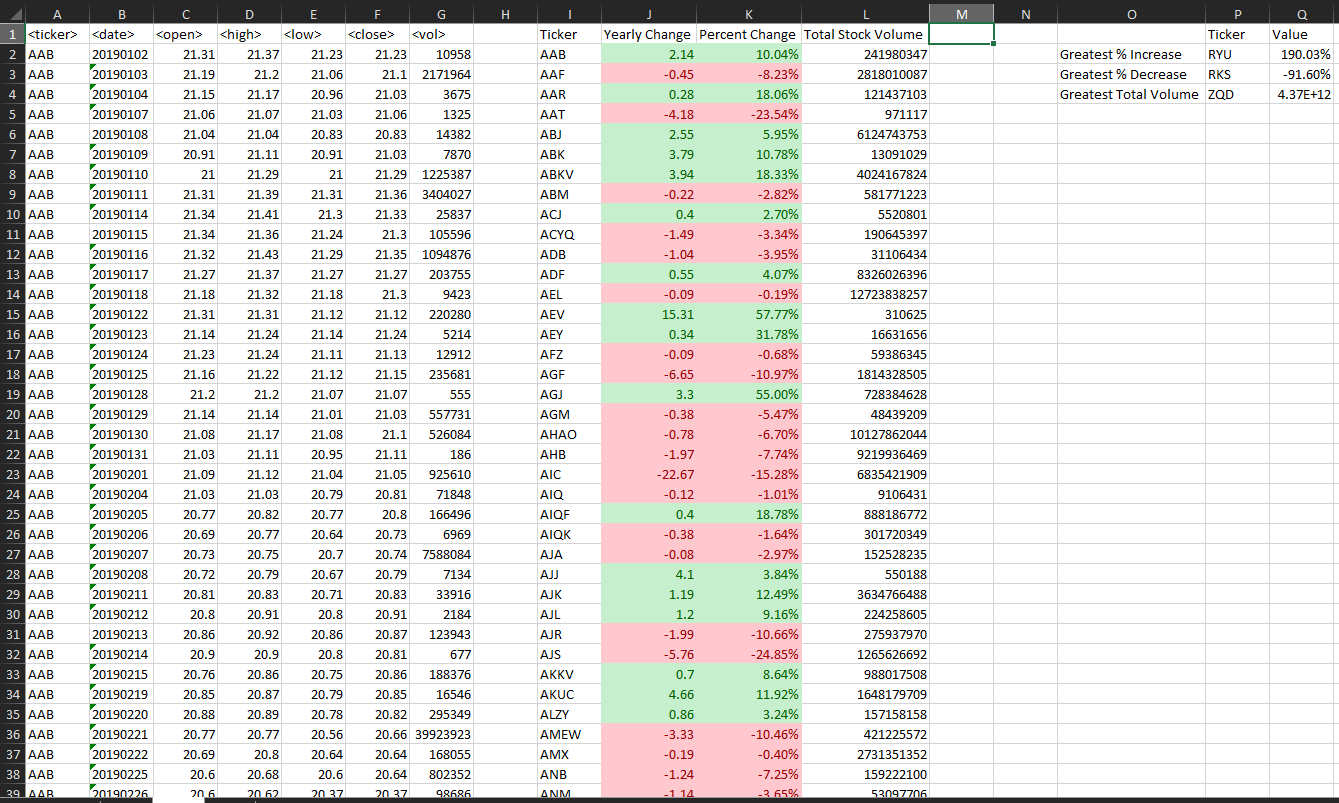 A B C D E F G H I J K L M N O P Q
1 <ticker> <date> <open> <high> <low> <close> <vol> Ticker Yearly Change Percent Change Total Stock Volume Ticker Value
2 AAB 20190102 21.31 21.37 21.23 21.23 10958 AAB 2.14 10.04% 241980347 Greatest % Increase RYU 190.03%
3 AAB 20190103 21.19 21.2 21.06 21.1 2171964 AAF -0.45 -8.23% 2818010087 Greatest % Decrease RKS -91.60%
4 AAB 20190104 21.15 21.17 20.96 21.03 3675 AAR 0.28 18.06% 121437103 Greatest Total Volume ZQD 4.37E+12
5 AAB 20190107 21.06 21.07 21.03 21.06 1325 AAT -4.18 -23.54% 971117
6 AAB 20190108 21.04 21.04 20.83 20.83 14382 ABJ 2.55 5.95% 6124743753
7 AAB 20190109 20.91 21.11 20.91 21.03 7870 ABK 3.79 10.78% 13091029
8 AAB 20190110 21 21.29 21 21.29 1225387 ABKV 3.94 18.33% 4024167824
9 AAB 20190111 21.31 21.39 21.31 21.36 3404027 ABM -0.22 -2.82% 581771223
10 AAB 20190114 21.34 21.41 21.3 21.33 25837 ACJ 0.4 2.70% 5520801
11 AAB 20190115 21.34 21.36 21.24 21.3 105596 ACYQ -1.49 -3.34% 190645397
12 AAB 20190116 21.32 21.43 21.29 21.35 1094876 ADB -1.04 -3.95% 31106434
13 AAB 20190117 21.27 21.37 21.27 21.27 203755 ADF 0.55 4.07% 8326026396
14 AAB 20190118 21.18 21.32 21.18 21.3 9423 AEL -0.09 -0.19% 12723838257
15 AAB 20190122 21.31 21.31 21.12 21.12 220280 AEV 15.31 57.77% 310625
16 AAB 20190123 21.14 21.24 21.14 21.24 5214 AEY 0.34 31.78% 16631656
17 AAB 20190124 21.23 21.24 21.11 21.13 12912 AFZ -0.09 -0.68% 59386345
18 AAB 20190125 21.16 21.22 21.12 21.15 235681 AGF -6.65 -10.97% 1814328505
19 AAB 20190128 21.2 21.2 21.07 21.07 555 AGJ 3.3 55.00% 728384628
20 AAB 20190129 21.14 21.14 21.01 21.03 557731 AGM -0.38 -5.47% 48439209
21 AAB 20190130 21.08 21.17 21.08 21.1 526084 AHAO -0.78 -6.70% 10127862044
22 AAB 20190131 21.03 21.11 20.95 21.11 186 AHB -1.97 -7.74% 9219936469
23 AAB 20190201 21.09 21.12 21.04 21.05 925610 AIC -22.67 -15.28% 6835421909
24 AAB 20190204 21.03 21.03 20.79 20.81 71848 AIQ -0.12 -1.01% 9106431
25 AAB 20190205 20.77 20.82 20.77 20.8 166496 AIQF 0.4 18.78% 888186772
26 AAB 20190206 20.69 20.77 20.64 20.73 6969 AIQK -0.38 -1.64% 301720349
27 AAB 20190207 20.73 20.75 20.7 20.74 7588084 AJA -0.08 -2.97% 152528235
28 AAB 20190208 20.72 20.79 20.67 20.79 7134 AJJ 4.1 3.84% 550188
29 AAB 20190211 20.81 20.83 20.71 20.83 33916 AJK 1.19 12.49% 3634766488
30 AAB 20190212 20.8 20.91 20.8 20.91 2184 AJL 1.2 9.16% 224258605
31 AAB 20190213 20.86 20.92 20.86 20.87 123943 AJR -1.99 -10.66% 275937970
32 AAB 20190214 20.9 20.9 20.8 20.81 677 AJS -5.76 -24.85% 1265626692
33 AAB 20190215 20.76 20.86 20.75 20.86 188376 AKKV 0.7 8.64% 988017508
34 AAB 20190219 20.85 20.87 20.79 20.85 16546 AKUC 4.66 11.92% 1648179709
35 AAB 20190220 20.88 20.89 20.78 20.82 295349 ALZY 0.86 3.24% 157158158
36 AAB 20190221 20.77 20.77 20.56 20.66 39923923 AMEW -3.33 -10.46% 421225572
37 AAB 20190222 20.69 20.8 20.64 20.64 168055 AMX -0.19 -0.40% 2731351352
38 AAB 20190225 20.6 20.68 20.6 20.64 802352 ANB -1.24 -7.25% 159222100
39 AAB 20190226 20.6 20.62 20.37 20.37 98686 ANM -1.14 -3.65% 53097706